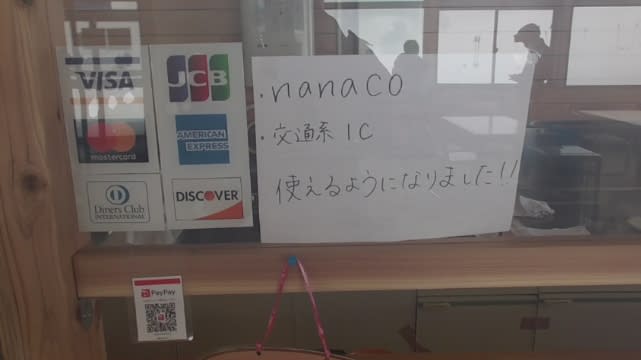 VISA
JCB
mastercard
AMERICAN
EXPRESS
Diners Club
INTERNATIONAL
DISCOVER
・nanaco
・交通系IC
使えるようになりました!!
PayPay